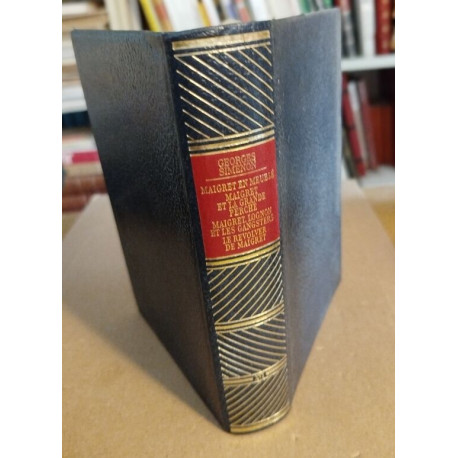 GEORGES
SIMENON
MAIGRET EN MEUBLÉ
MAIGRET
ET LA GRANDE
PERCHE
MAIGRET, LOGNON
ET LES GANGSTERS
LE REVOLVER
DE MAIGRET